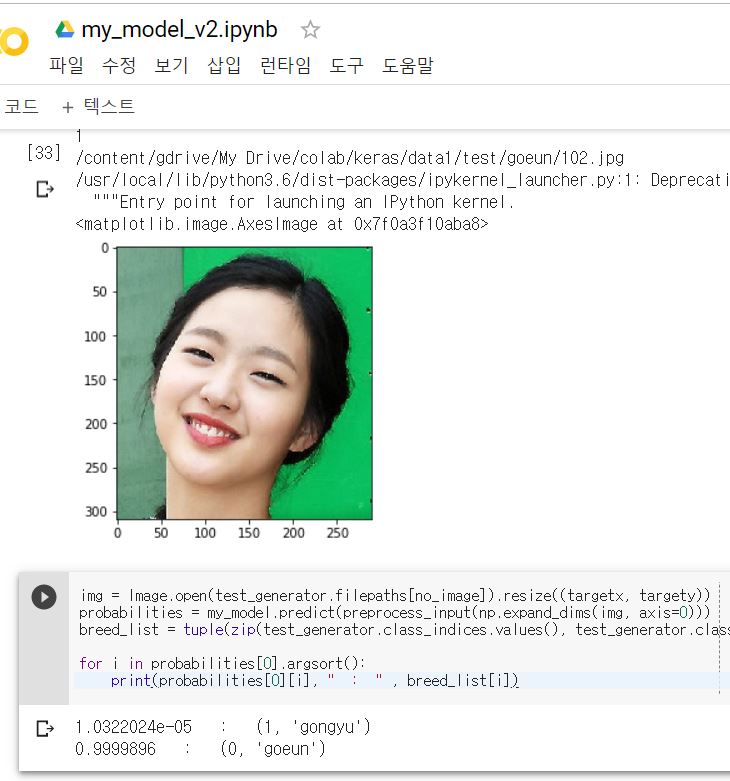 my_model_v2.ipynb
파일 수정 보기 삽입 런타임 도구 도움말
코드 + 텍스트
1
[33]
/content/gdrive/My Drive/colab/keras/data1/test/goeun/102.jpg
/usr/local/lib/python3.6/dist-packages/ipykernel_launcher.py:1: Deprecati
"""Entry point for launching an IPython kernel.
<matplotlib.image.AxesImage at 0x7f0a3f10aba8>
0
50
100
150
200
250
300
0 50 100 150 200 250
img = Image.open(test_generator.filepaths[no_image]).resize((targetx, targety))
probabilities = my_model.predict(preprocess_input(np.expand_dims(img, axis=0)))
breed_list = tuple(zip(test_generator.class_indices.values(), test_generator.clas
for i in probabilities[0].argsort():
print(probabilities[0][i], " : " , breed_list[i])
1.0322024e-05 : (1, 'gongyu')
0.9999896 : (0, 'goeun')